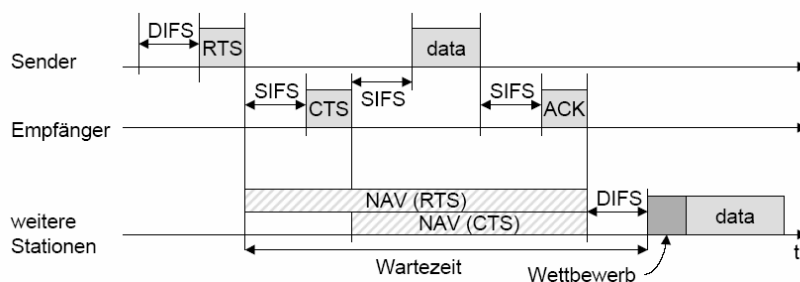 DIFS
RTS
data
Sender
SIFS
CTS
SIFS
SIFS
ACK
Empfänger
NAV (RTS)
DIFS
NAV (CTS)
data
weitere
Stationen
t
Wartezeit
Wettbewerb